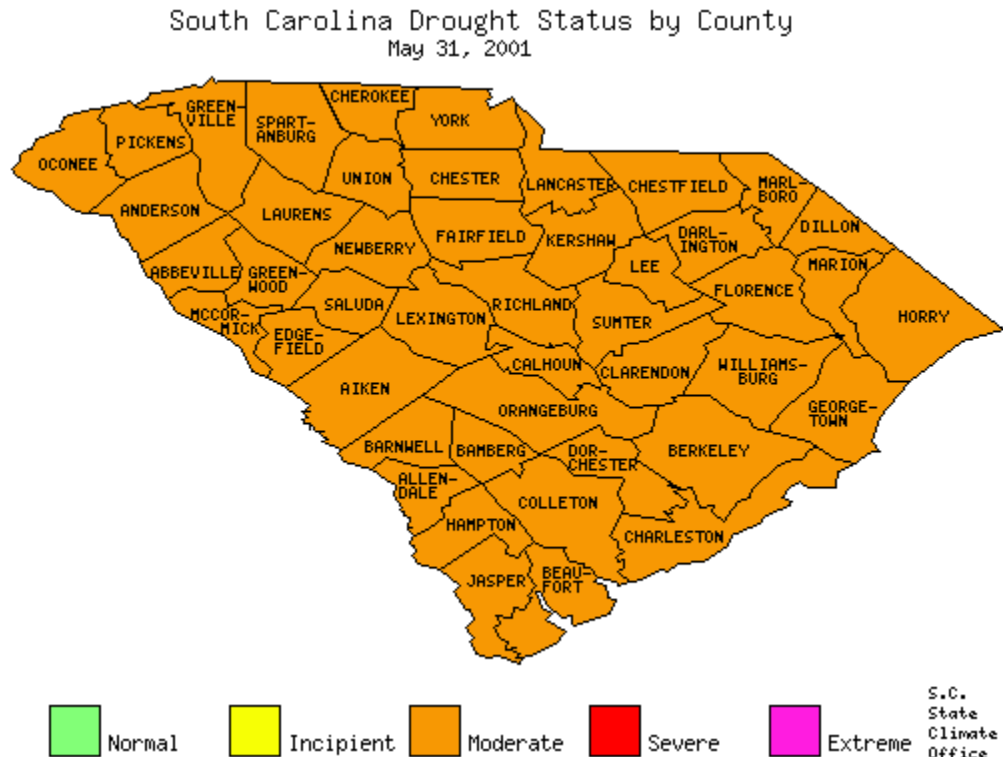 South Carolina Drought Status by County
May 31, 2001
CHEROKEE
GREEN-
VILLE
SPART-
ANBURG
YORK
PICKENS
OCONEE
UNION
CHESTER
LANCASTER
CHESTFIELD
MARL-
BORO
ANDERSON
LAURENS
DILLON
NEWBERRY
FAIRFIELD
KERSHAW
DARL-
INGTON
ABBEVILLE
GREEN-
WOOD
LEE
MARION
SALUDA
RICHLAND
FLORENCE
MCCOR-
MICK
LEXINGTON
SUMTER
HORRY
EDGE-
FIELD
CALHOUN
CLARENDON
WILLIAMS-
BURG
AIKEN
ORANGEBURG
GEORGE-
TOWN
BARNWELL
BAMBERG
DOR-
CHESTER
BERKELEY
ALLEN-
DALE
COLLETON
HAMPTON
CHARLESTON
JASPER
BEAU-
FORT
Normal
Incipient
Moderate
Severe
Extreme
S.C.
State
Climate
Office